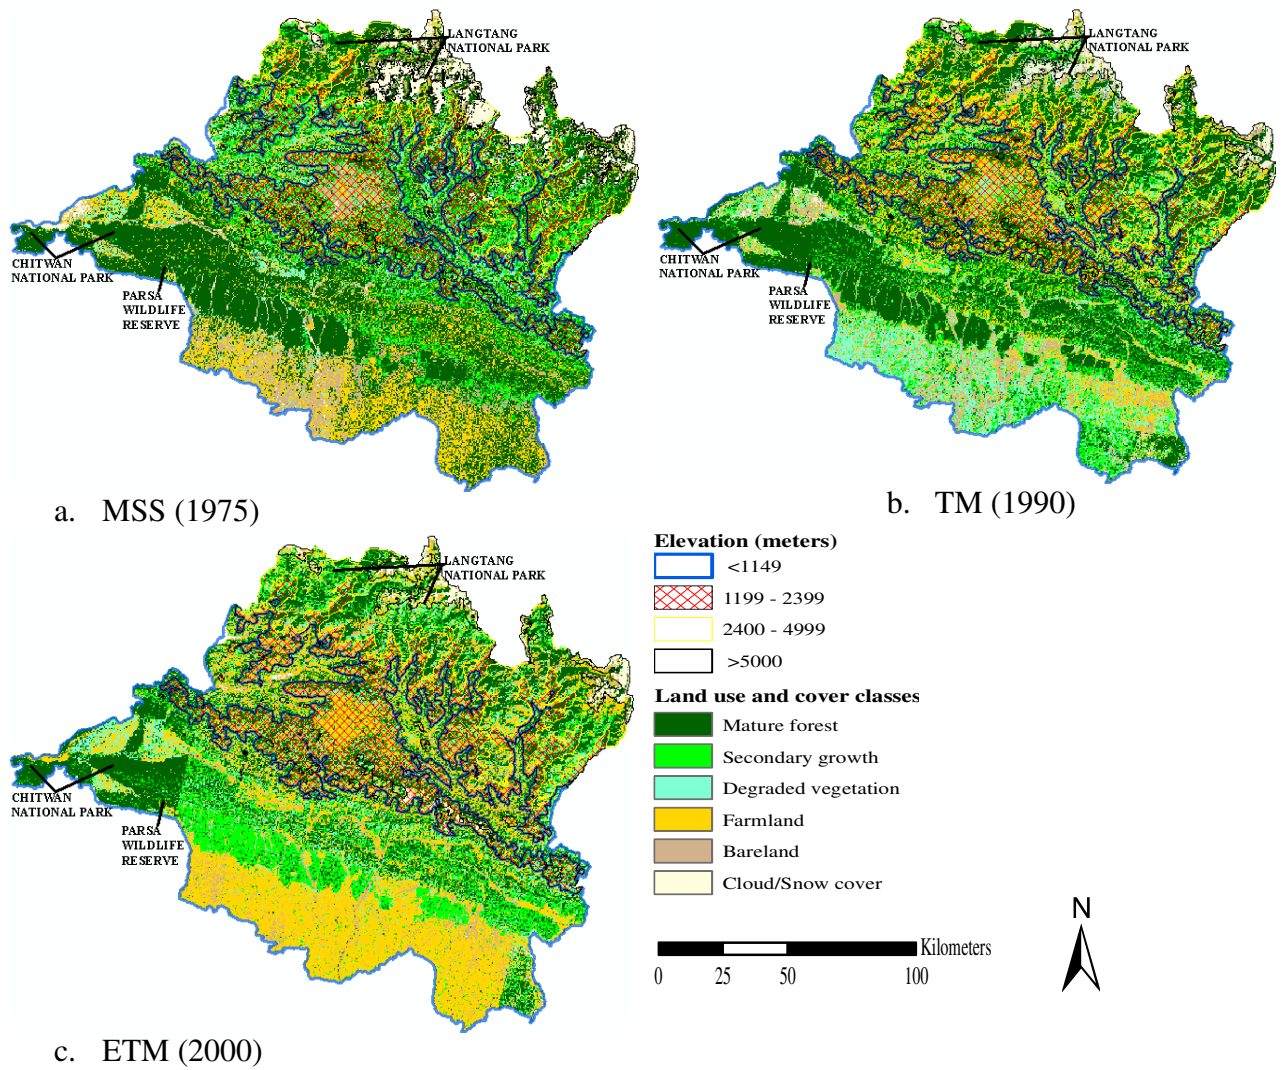 LANGTANG
NATIONAL PARK
CHITWAN
NATIONAL PARK
PARSA
WILDLIFE
RESERVE
a. MSS (1975)
LANGTANG
NATIONAL PARK
CHITWAN
NATIONAL PARK
PARSA
WILDLIFE
RESERVE
b. TM (1990)
LANGTANG
NATIONAL PARK
CHITWAN
NATIONAL PARK
PARSA
WILDLIFE
RESERVE
c. ETM (2000)
Elevation (meters)
<1149
1199 - 2399
2400 - 4999
>5000
Land use and cover classes
Mature forest
Secondary growth
Degraded vegetation
Farmland
Bareland
Cloud/Snow cover
Kilometers
0 25 50 100
N